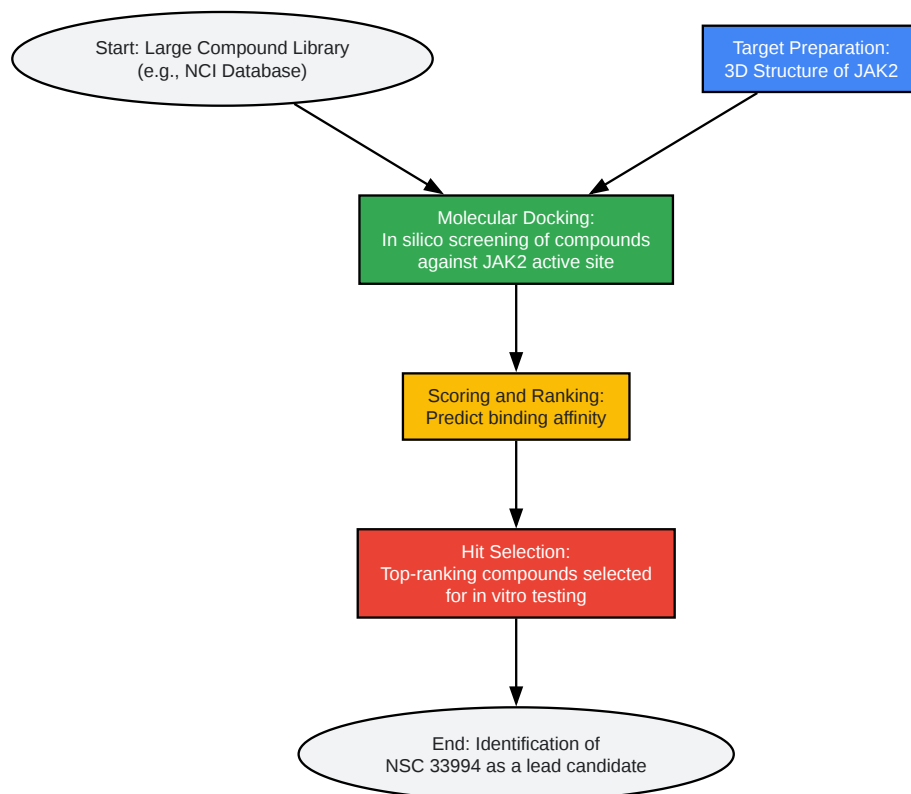 Start: Large Compound Library
(e.g., NCI Database)
Target Preparation:
3D Structure of JAK2
Molecular Docking:
In silico screening of compounds
against JAK2 active site
Scoring and Ranking:
Predict binding affinity
Hit Selection:
Top-ranking compounds selected
for in vitro testing
End: Identification of
NSC 33994 as a lead candidate